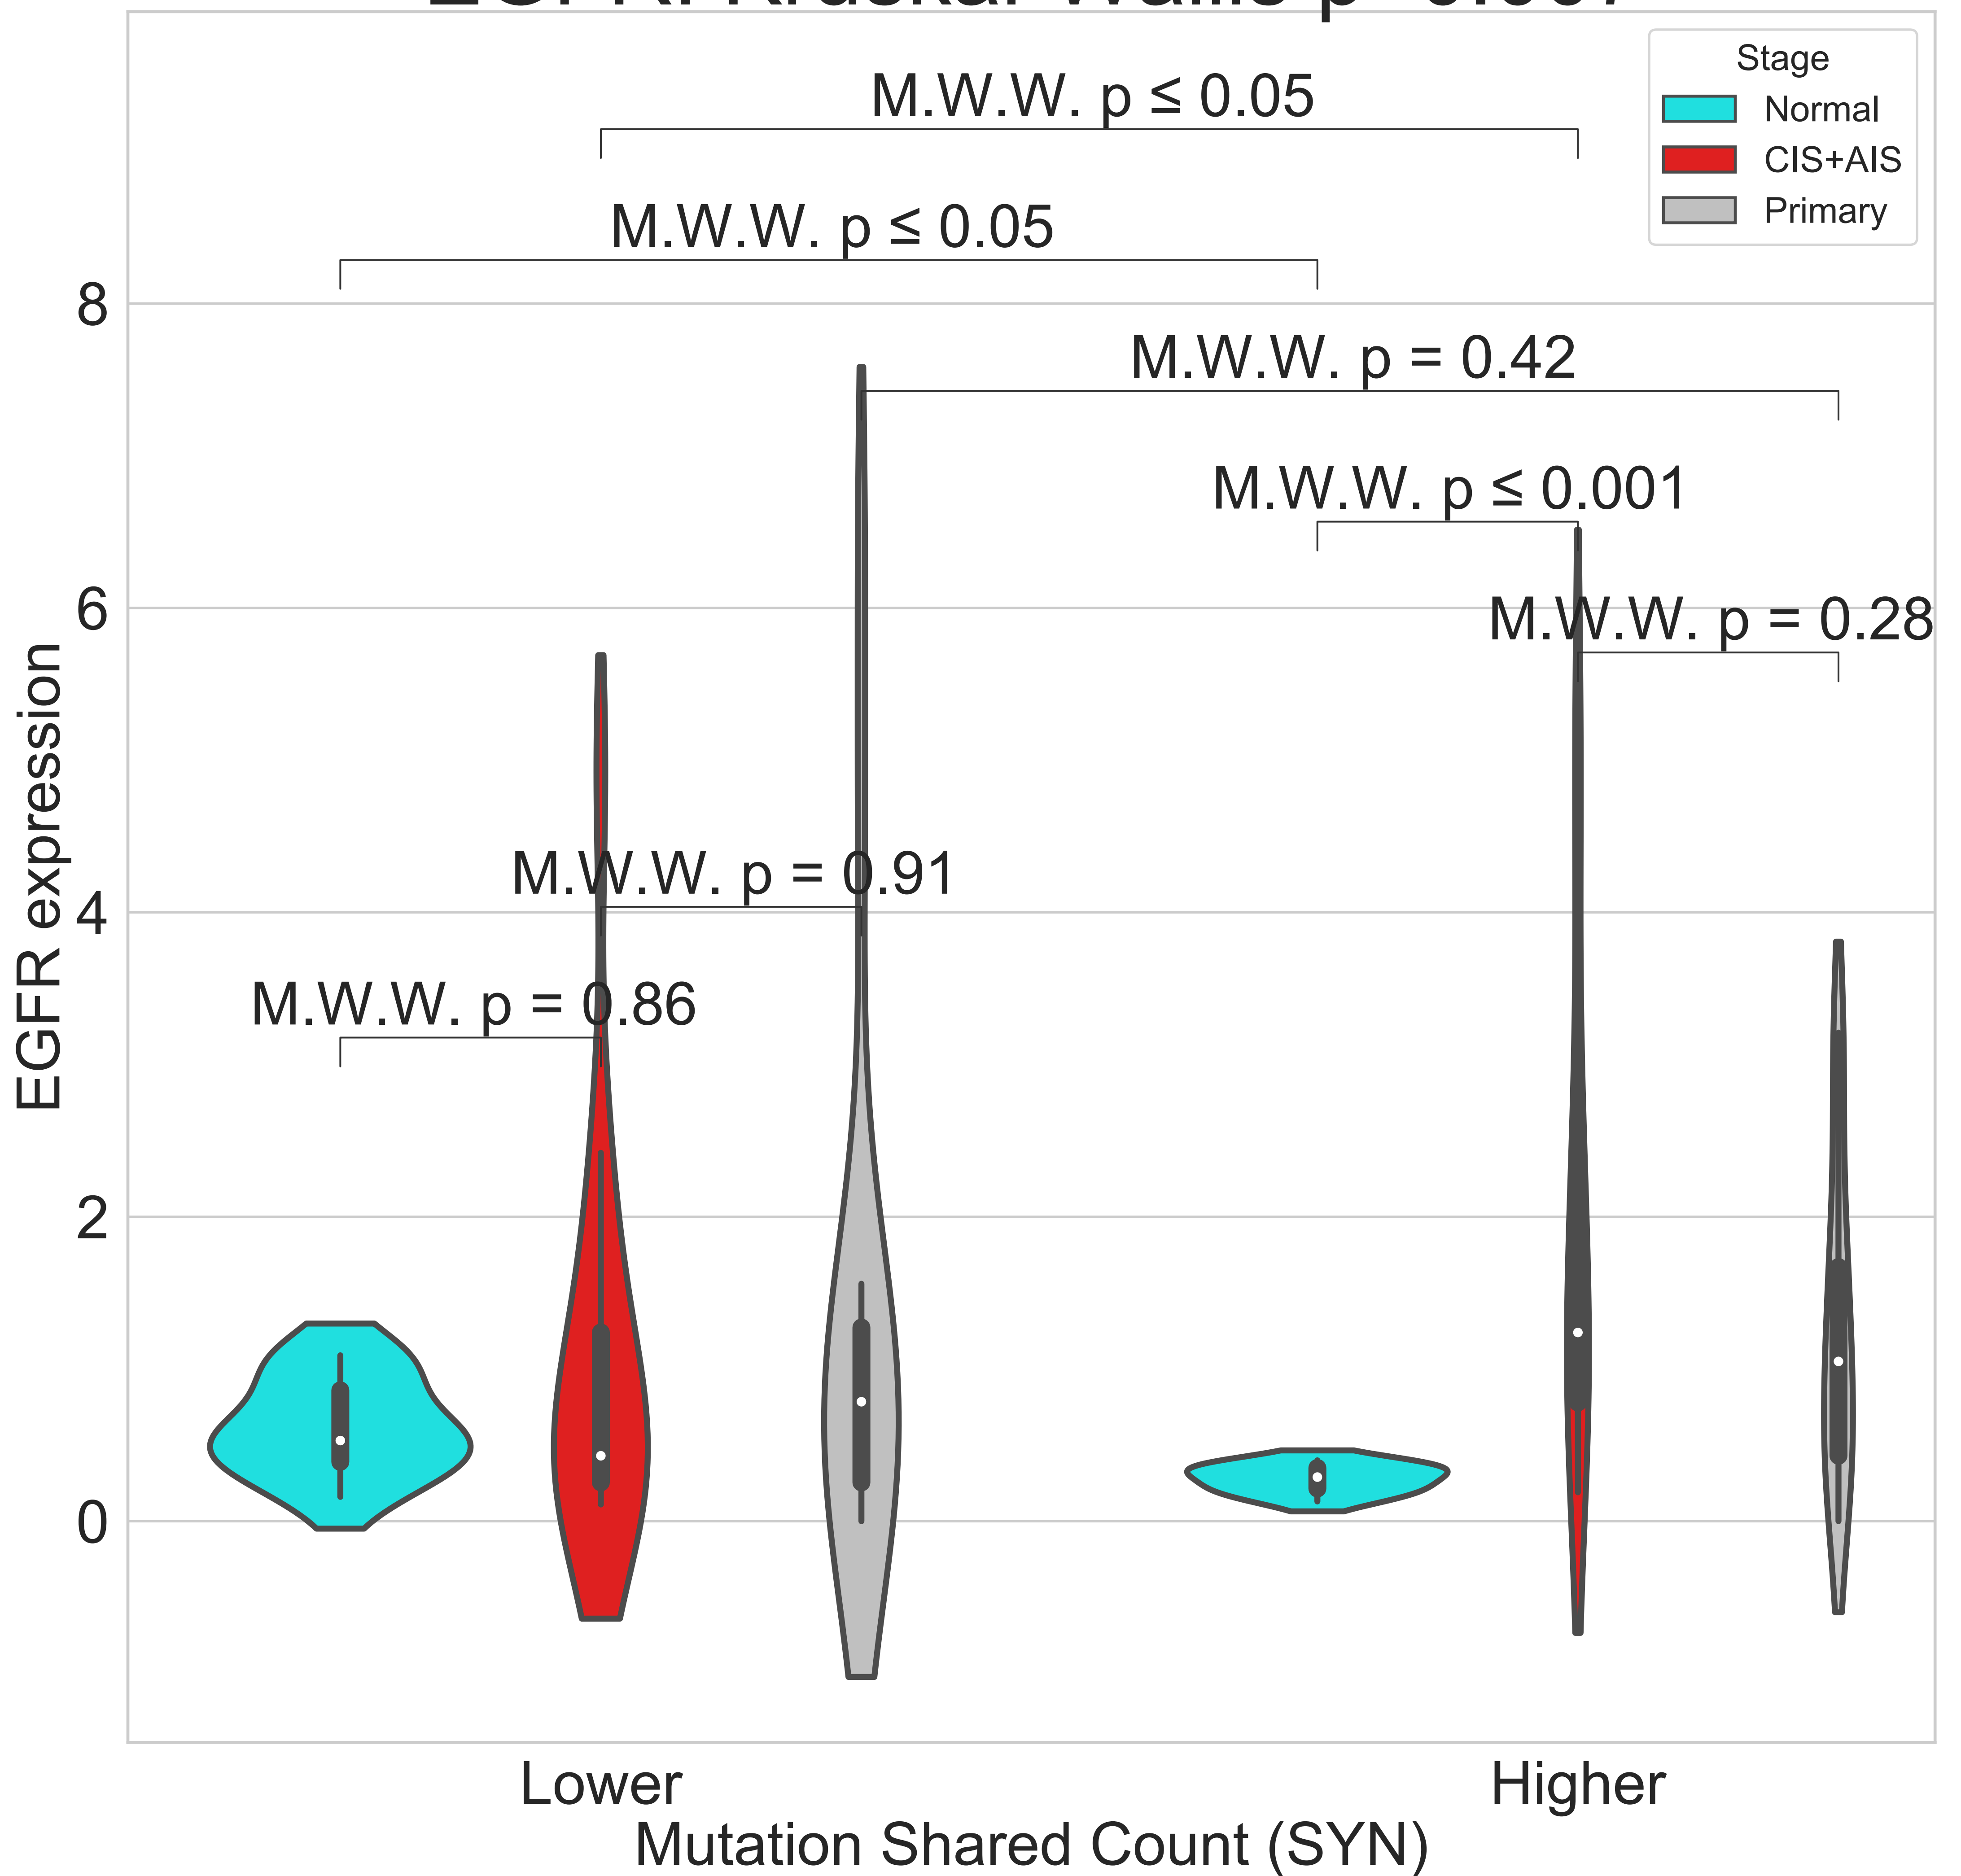 Stage
Normal
CIS+AIS
Primary
M.W.W. p ≤ 0.05
M.W.W. p ≤ 0.05
M.W.W. p = 0.42
M.W.W. p ≤ 0.001
M.W.W. p = 0.28
M.W.W. p = 0.91
M.W.W. p = 0.86
8
6
4
2
0
EGFR expression
Lower
Higher
Mutation Shared Count (SYN)